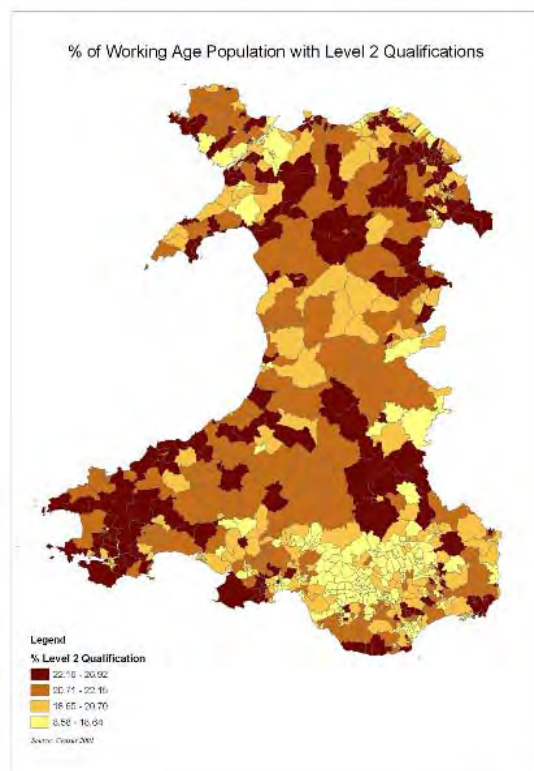 % of Working Age Population with Level 2 Qualifications
Legend
% Level 2 Qualification
22.16 - 26.92
20.71 - 22.15
18.65 - 20.70
8.58 - 18.64
Source: Census 2001